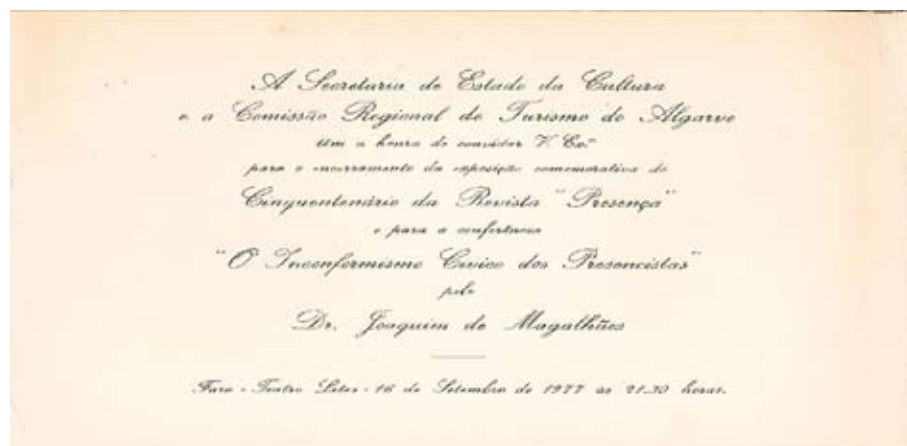 A Secretaria de Estado da Cultura
e a Comissão Regional de Turismo do Algarve
têm a honra de convidar V. Ex.ª
para o encerramento da exposição comemorativa do
Cinquentenário da Revista "Presença"
e para a conferência
"O Inconformismo Cívico dos Presencistas"
pelo
Dr. Joaquim de Magalhães
Faro - Teatro Lethes - 16 de Setembro de 1977 às 21.30 horas.